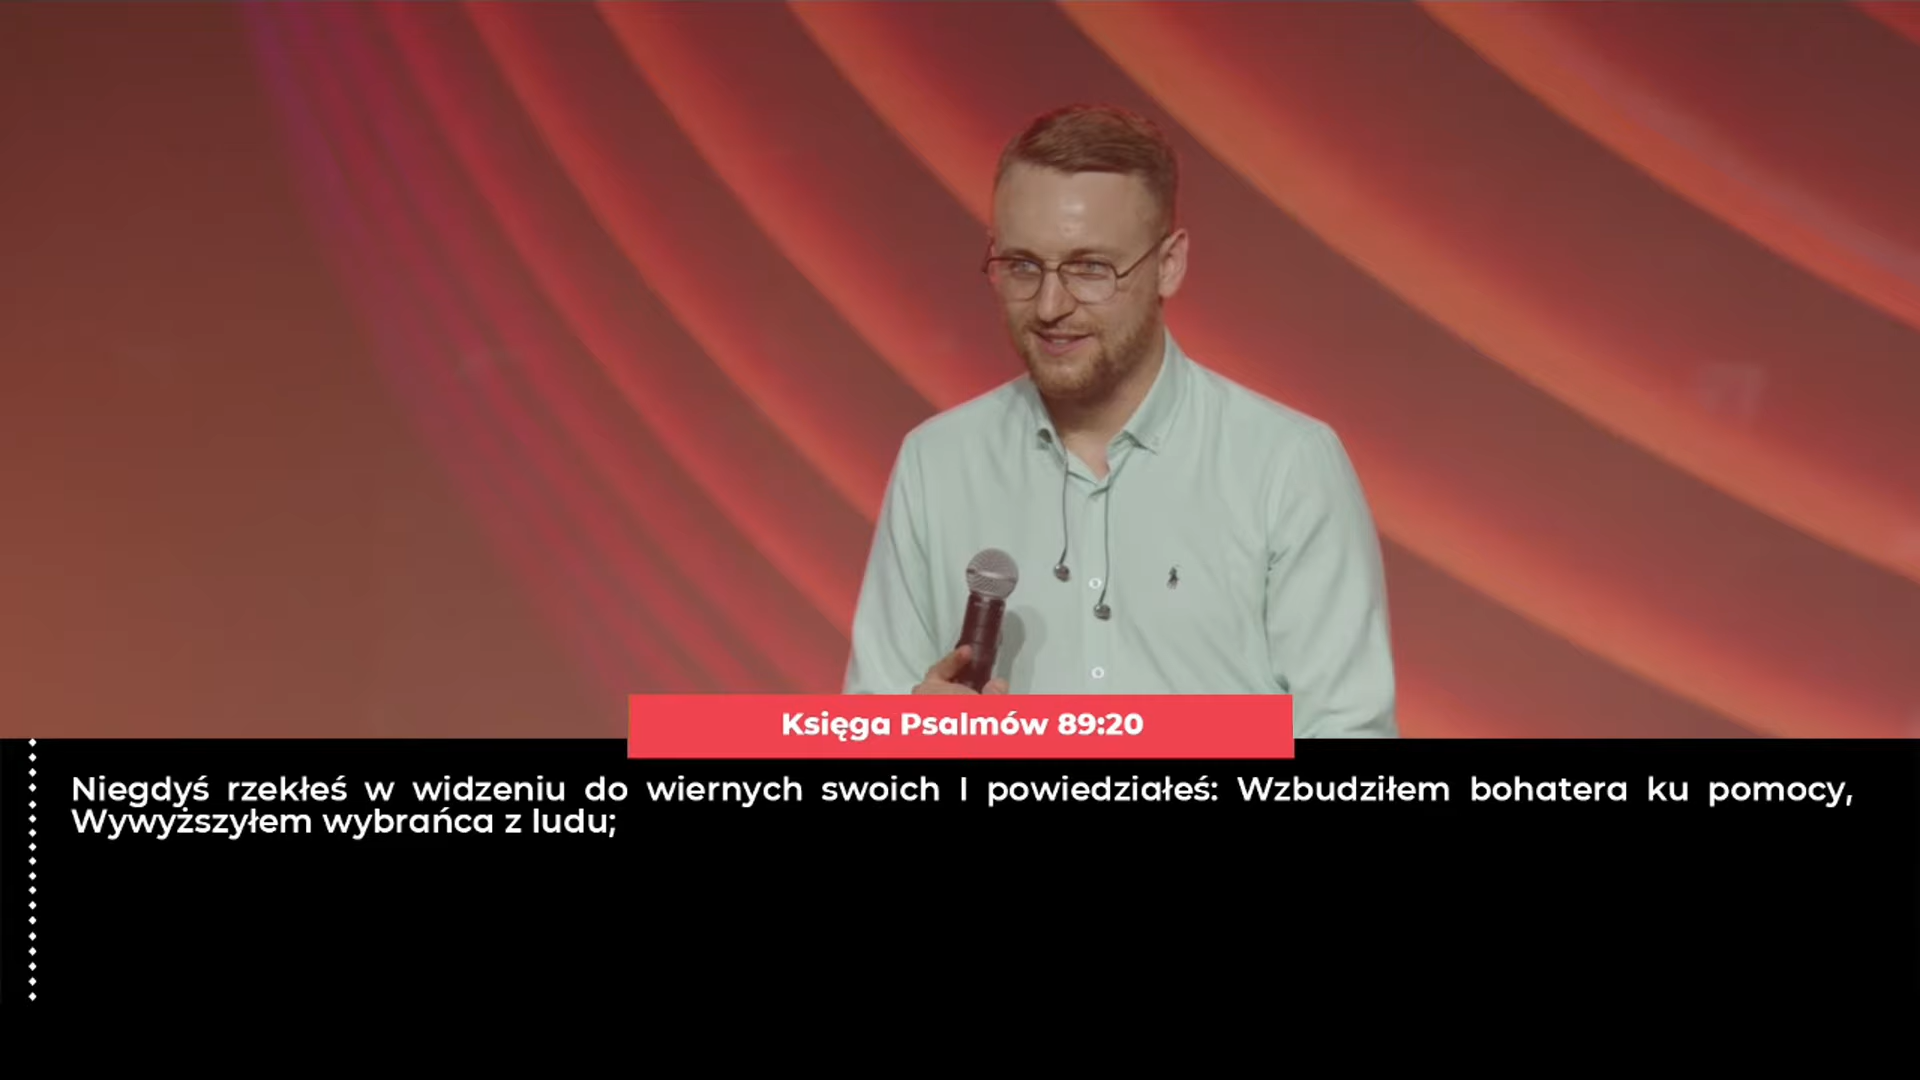 Księga Psalmów 89:20
Niegdyś rzekłeś w widzeniu do wiernych swoich I powiedziałeś: Wzbudziłem bohatera ku pomocy,
Wywyższyłem wybrańca z ludu;